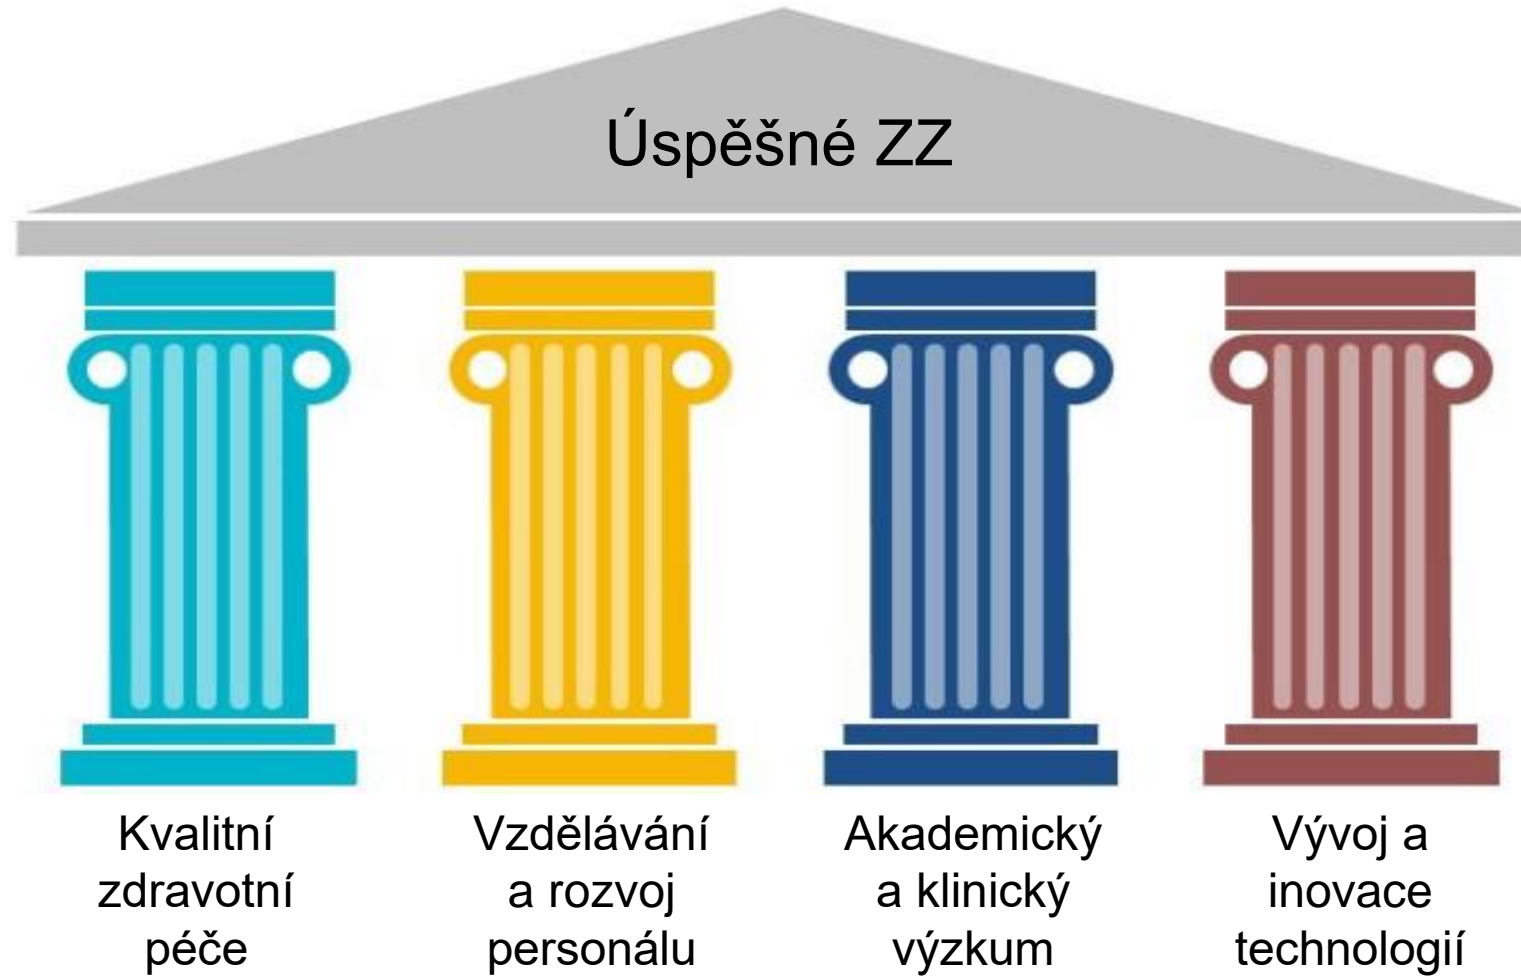 Úspěšné ZZ
Kvalitní
zdravotní
péče
Vzdělávání
a rozvoj
personálu
Akademický
a klinický
výzkum
Vývoj a
inovace
technologií